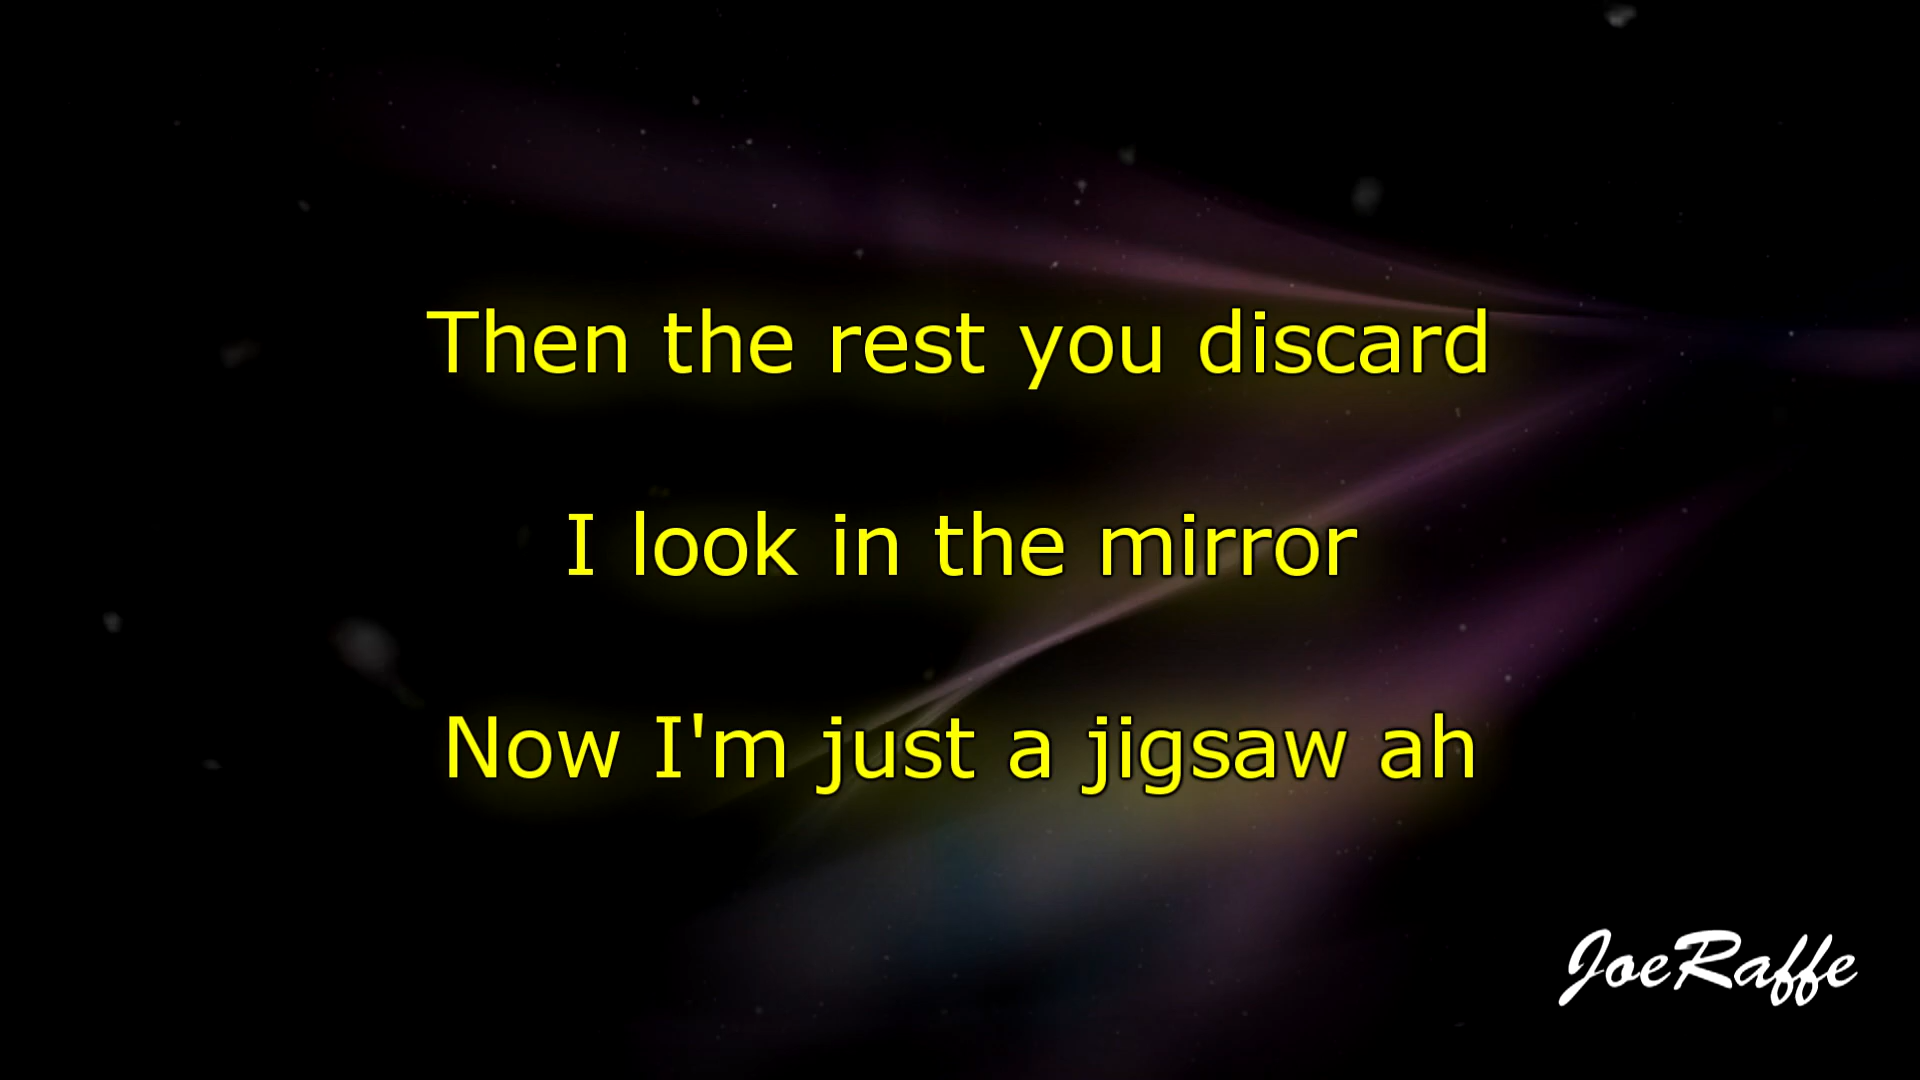 Then the rest you discard
I look in the mirror
Now I'm just a jigsaw ah
JoeRaffe